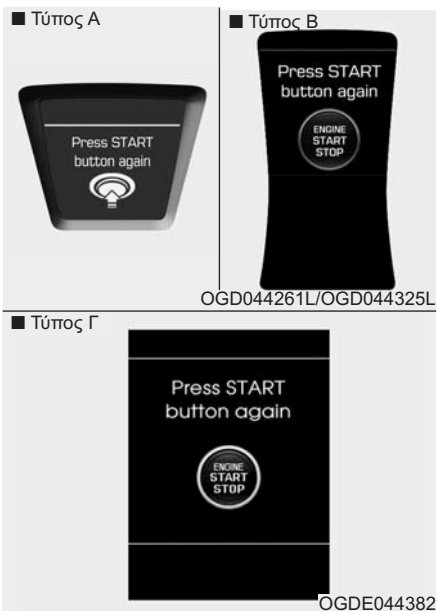 ■ Τύπος Α
Press START
button again
■ Τύπος Β
Press START
button again
ENGINE
START
STOP
OGD044261L/OGD044325L
■ Τύπος Γ
Press START
button again
ENGINE
START
STOP
OGDE044382